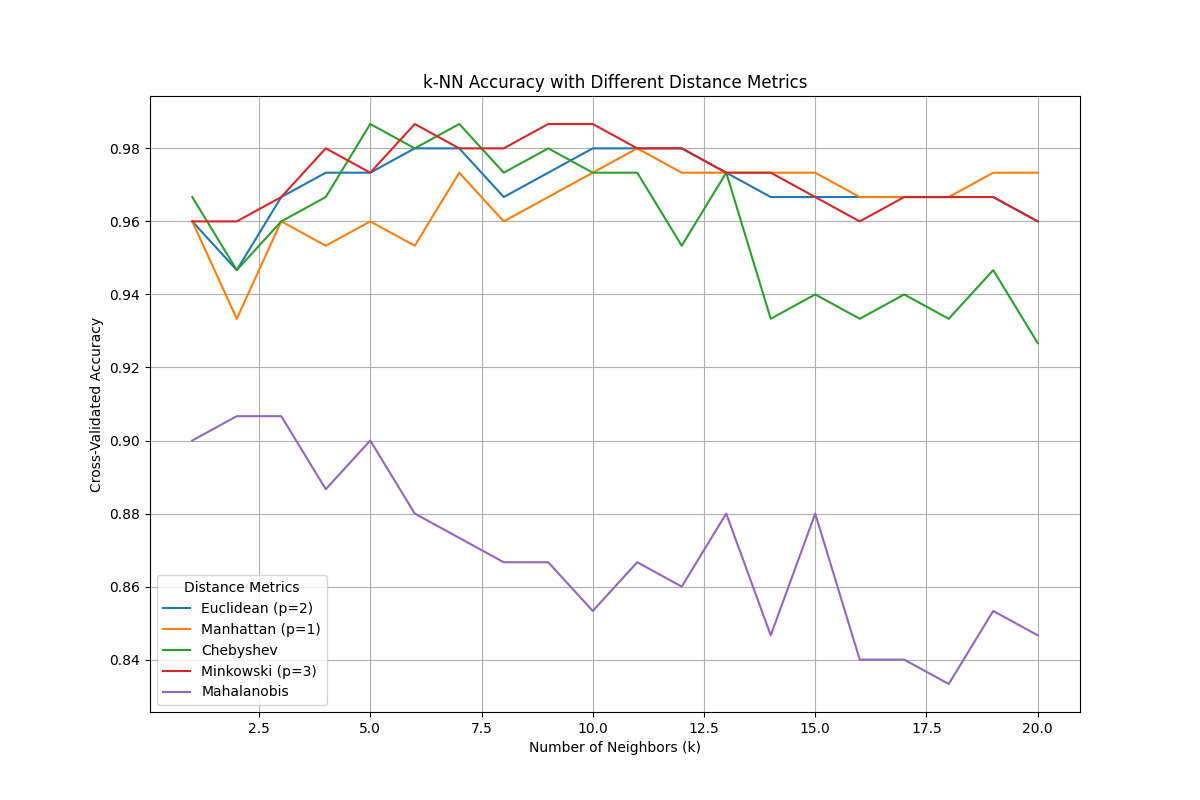 k-NN Accuracy with Different Distance Metrics
0.98
0.96
0.94
0.92
0.90
0.88
0.86
0.84
Cross-Validated Accuracy
Distance Metrics
Euclidean (p=2)
Manhattan (p=1)
Chebyshev
Minkowski (p=3)
Mahalanobis
2.5 5.0 7.5 10.0 12.5 15.0 17.5 20.0
Number of Neighbors (k)